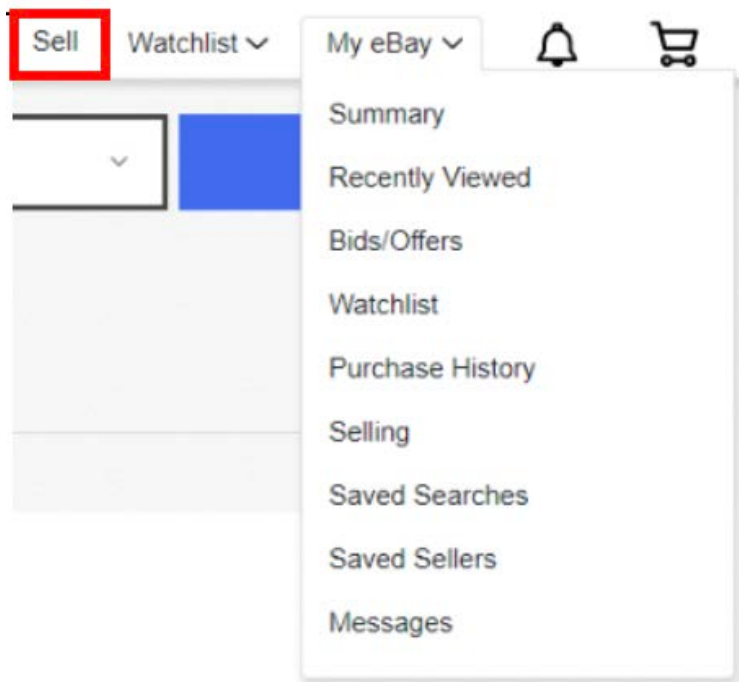 Sell Watchlist My eBay
Summary
Recently Viewed
Bids/Offers
Watchlist
Purchase History
Selling
Saved Searches
Saved Sellers
Messages